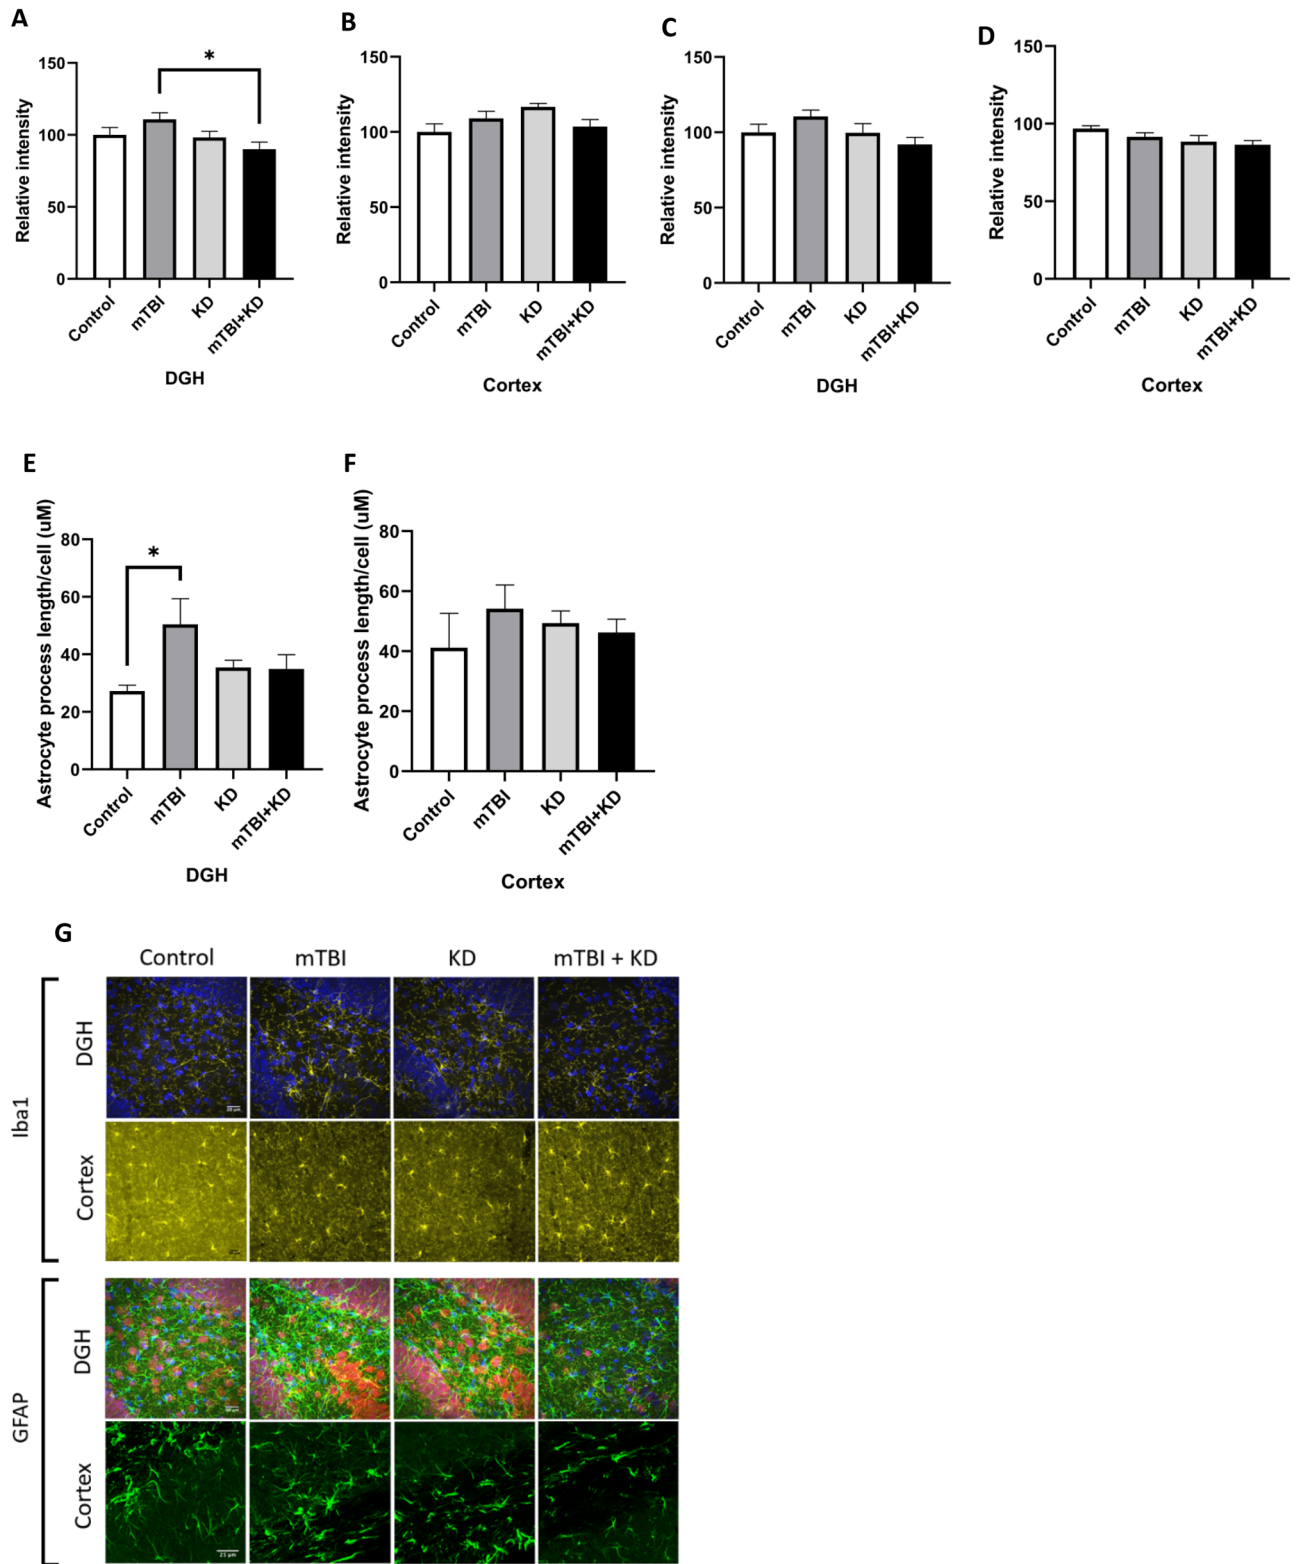 A
B
C
D
150
100
50
0
Relative intensity
*
Control
mTBI
KD
mTBI+KD
DGH
150
100
50
0
Relative intensity
Control
mTBI
KD
mTBI+KD
Cortex
150
100
50
0
Relative intensity
Control
mTBI
KD
mTBI+KD
DGH
150
100
50
0
Relative intensity
Control
mTBI
KD
mTBI+KD
Cortex
E
F
80
60
40
20
0
Astrocyte process length/cell (uM)
*
Control
mTBI
KD
mTBI+KD
DGH
80
60
40
20
0
Astrocyte process length/cell (uM)
Control
mTBI
KD
mTBI+KD
Cortex
G
Control
mTBI
KD
mTBI + KD
Iba1
DGH
Cortex
GFAP
DGH
Cortex
25 µm